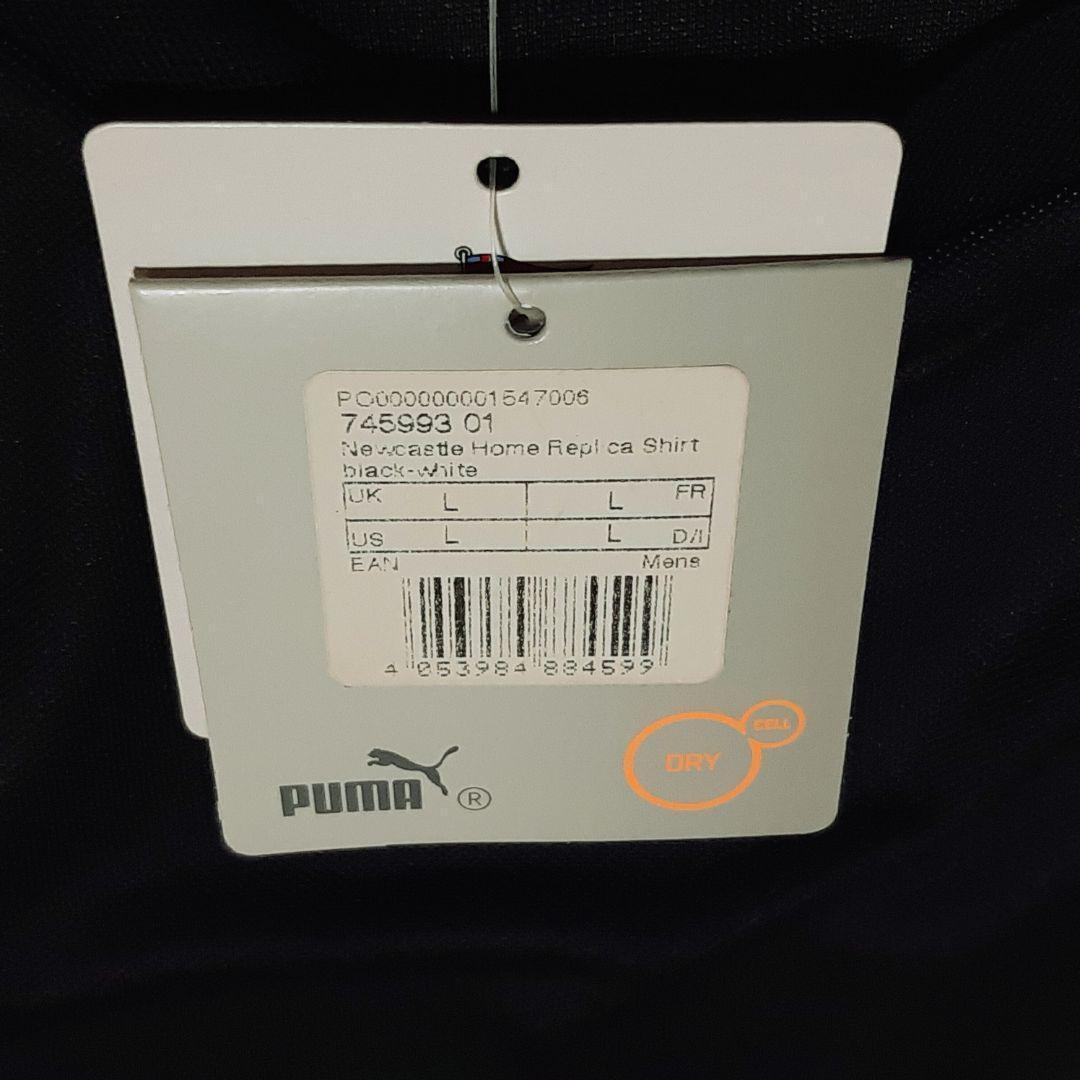 PO000000001547006
745993 01
Newcastle Home Replica Shirt
black-white
UK L L FR
US L L D/I
EAN Mens
4 053984 884599
CELL
DRY
PUMA ®